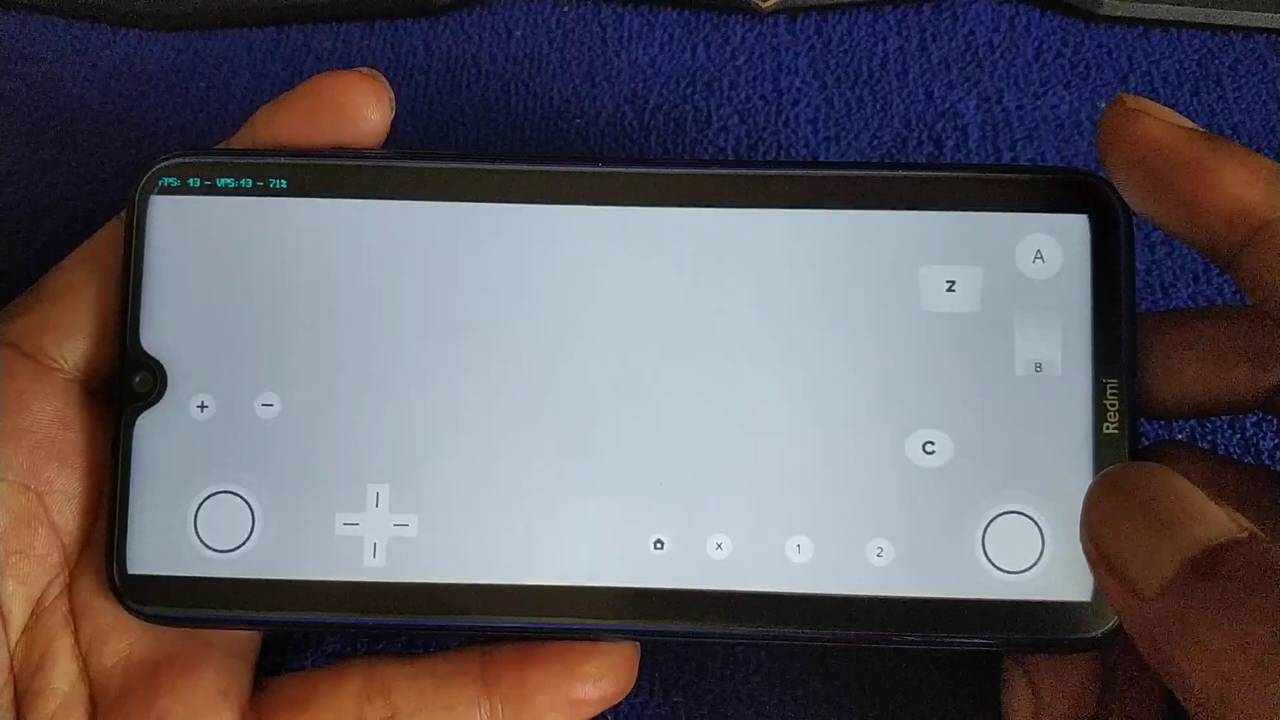 FPS: 43 - VPS:43 - 71%
A
Z
B
+ -
C
X 1 2
Redmi